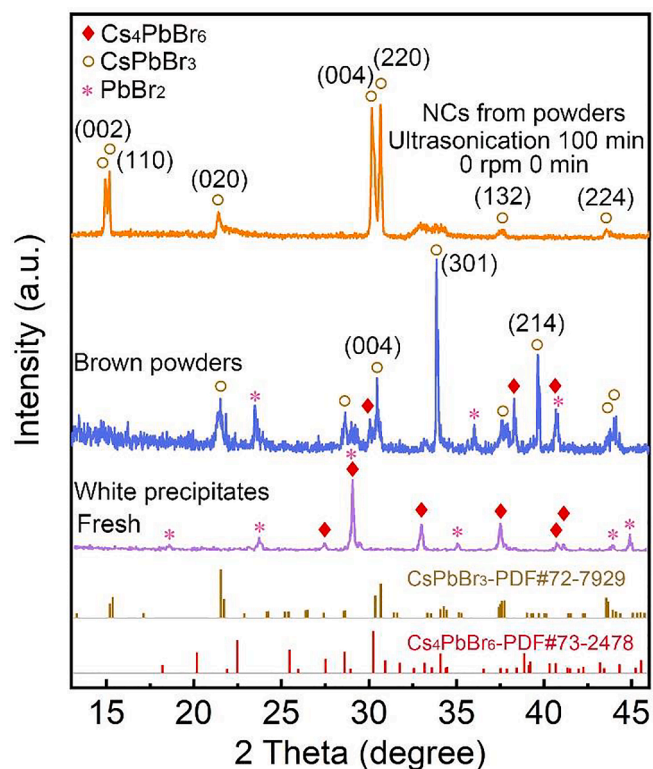 Cs₄PbBr₆
CsPbBr₃
PbBr₂
(002)
(110)
(020)
(004)
(220)
NCs from powders
Ultrasonication 100 min
0 rpm 0 min
(132)
(224)
(301)
Brown powders
(004)
(214)
White precipitates
Fresh
CsPbBr₃-PDF#72-7929
Cs₄PbBr₆-PDF#73-2478
Intensity (a.u.)
15 20 25 30 35 40 45
2 Theta (degree)